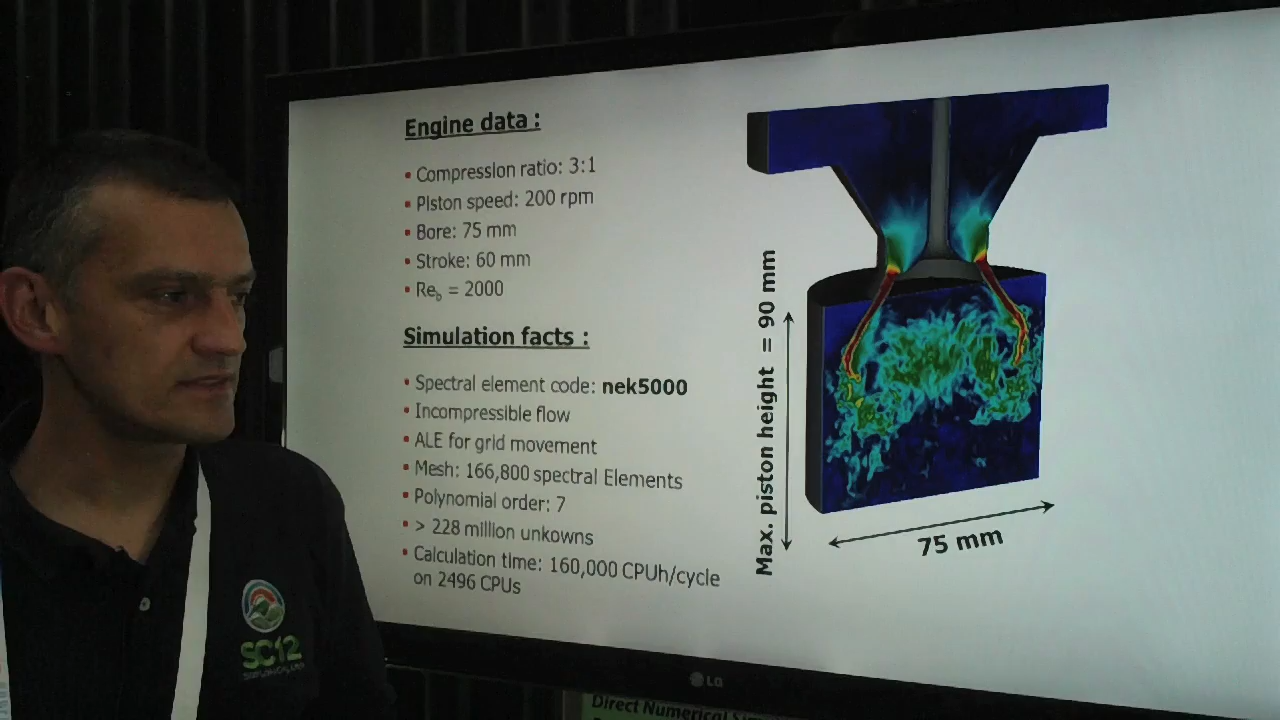 Engine data :
• Compression ratio: 3:1
• Piston speed: 200 rpm
• Bore: 75 mm
• Stroke: 60 mm
• Reb = 2000
Simulation facts :
• Spectral element code: nek5000
• Incompressible flow
• ALE for grid movement
• Mesh: 166,800 spectral Elements
• Polynomial order: 7
• > 228 million unkowns
• Calculation time: 160,000 CPUh/cycle
on 2496 CPUs
Max. piston height = 90 mm
75 mm
SC12
LG
Direct Numerical